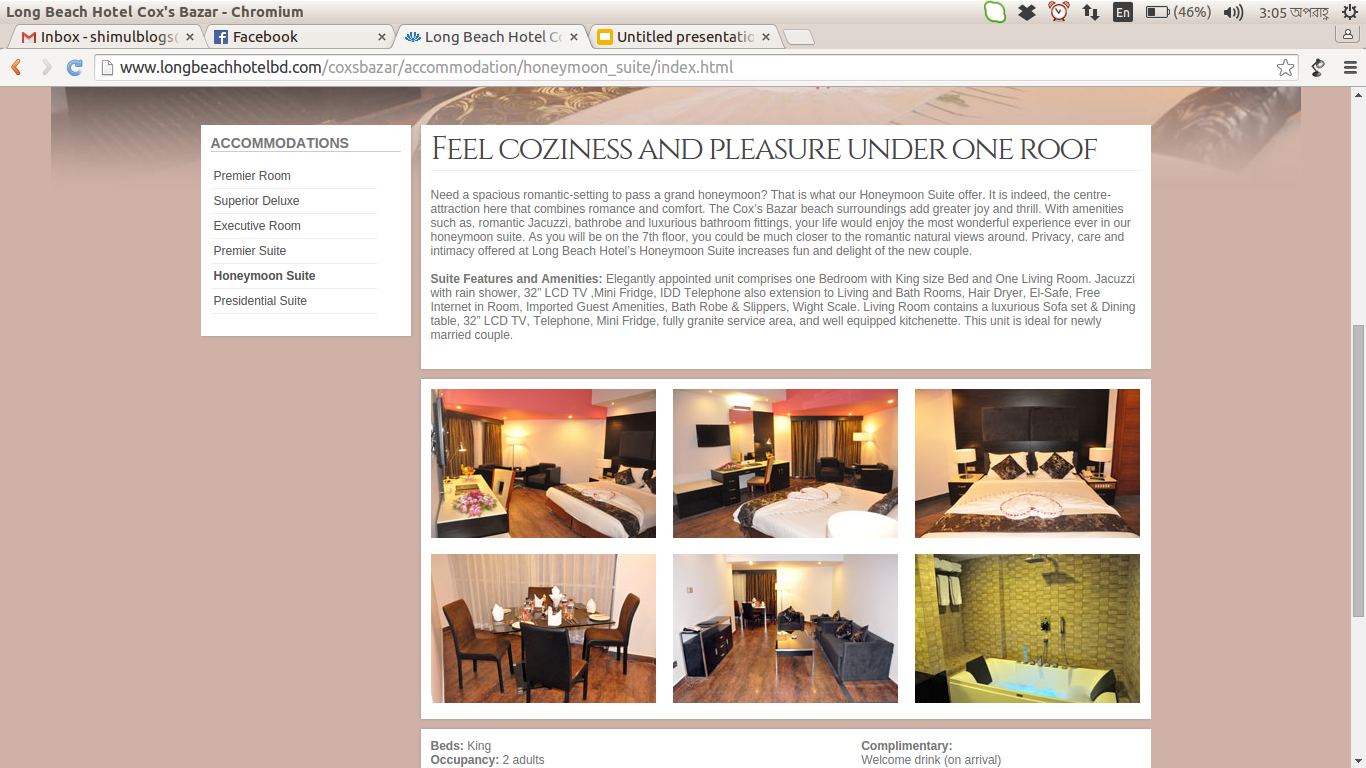 Long Beach Hotel Cox's Bazar - Chromium
En
(46%)
3:05 অপরাহ্ণ
Inbox - shimulblogs
Facebook
Long Beach Hotel Co
Untitled presentatio
www.longbeachhotelbd.com/coxsbazar/accommodation/honeymoon_suite/index.html
ACCOMMODATIONS
Premier Room
Superior Deluxe
Executive Room
Premier Suite
Honeymoon Suite
Presidential Suite
Feel coziness and pleasure under one roof
Need a spacious romantic-setting to pass a grand honeymoon? That is what our Honeymoon Suite offer. It is indeed, the centre-
attraction here that combines romance and comfort. The Cox's Bazar beach surroundings add greater joy and thrill. With amenities
such as, romantic Jacuzzi, bathrobe and luxurious bathroom fittings, your life would enjoy the most wonderful experience ever in our
honeymoon suite. As you will be on the 7th floor, you could be much closer to the romantic natural views around. Privacy, care and
intimacy offered at Long Beach Hotel's Honeymoon Suite increases fun and delight of the new couple.
Suite Features and Amenities: Elegantly appointed unit comprises one Bedroom with King size Bed and One Living Room. Jacuzzi
with rain shower, 32" LCD TV ,Mini Fridge, IDD Telephone also extension to Living and Bath Rooms, Hair Dryer, El-Safe, Free
Internet in Room, Imported Guest Amenities, Bath Robe & Slippers, Wight Scale. Living Room contains a luxurious Sofa set & Dining
table, 32" LCD TV, Telephone, Mini Fridge, fully granite service area, and well equipped kitchenette. This unit is ideal for newly
married couple.
Beds: King
Occupancy: 2 adults
Complimentary:
Welcome drink (on arrival)